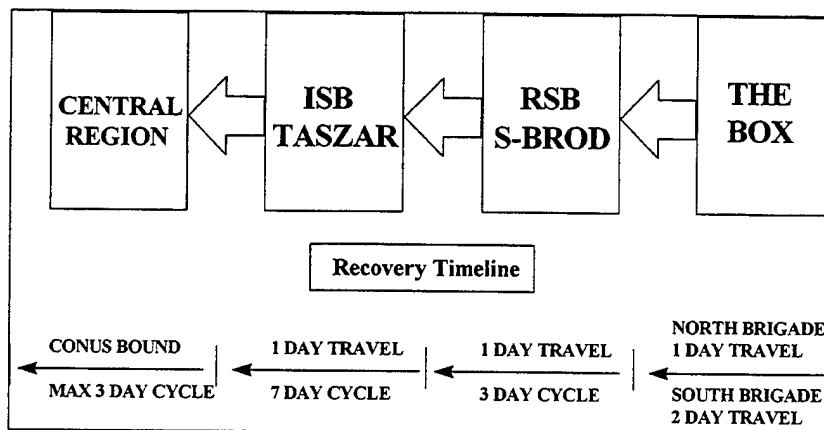 CENTRAL
REGION
ISB
TASZAR
RSB
S-BROD
THE
BOX
Recovery Timeline
CONUS BOUND
MAX 3 DAY CYCLE
1 DAY TRAVEL
7 DAY CYCLE
1 DAY TRAVEL
3 DAY CYCLE
NORTH BRIGADE
1 DAY TRAVEL
SOUTH BRIGADE
2 DAY TRAVEL